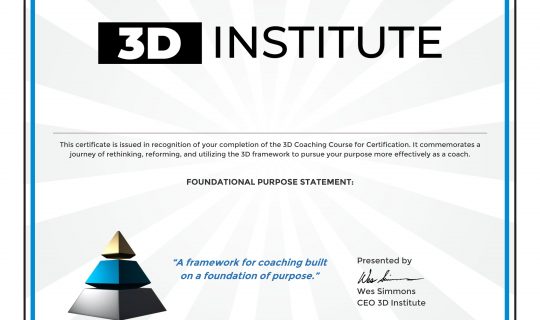 3D INSTITUTE
This certificate is issued in recognition of your completion of the 3D Coaching Course for Certification. It commemorates a
journey of rethinking, reforming, and utilizing the 3D framework to pursue your purpose more effectively as a coach.
FOUNDATIONAL PURPOSE STATEMENT:
"A framework for coaching built
on a foundation of purpose."
Presented by
Wes Simmons
Wes Simmons
CEO 3D Institute